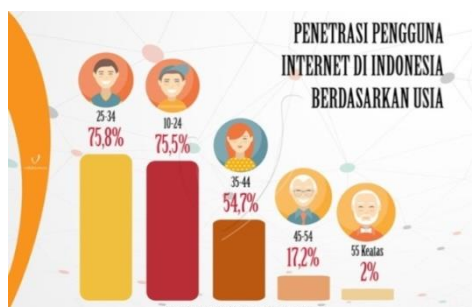 PENETRASI PENGGUNA
INTERNET DI INDONESIA
BERDASARKAN USIA
25-34
75,8%
10-24
75,5%
35-44
54,7%
45-54
17,2%
55 Keatas
2%